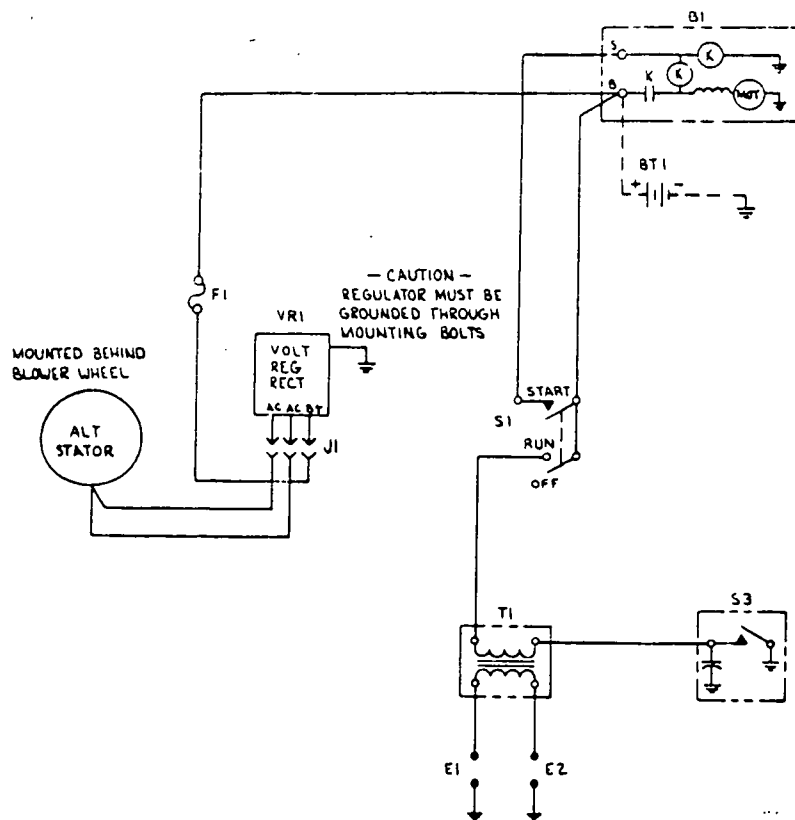 B1
S
K
K
B
K
MOT
BT1
+
-
F1
— CAUTION —
REGULATOR MUST BE
GROUNDED THROUGH
MOUNTING BOLTS
VR1
VOLT
REG
RECT
AC AC BT
J1
MOUNTED BEHIND
BLOWER WHEEL
ALT
STATOR
START
S1
RUN
OFF
T1
S3
E1
E2